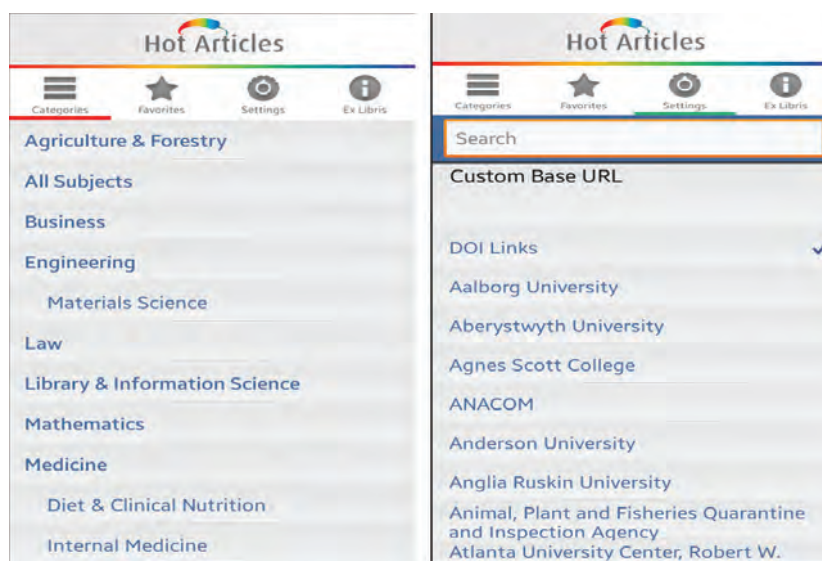 Hot Articles
Categories Favorites Settings Ex Libris
Agriculture & Forestry
All Subjects
Business
Engineering
Materials Science
Law
Library & Information Science
Mathematics
Medicine
Diet & Clinical Nutrition
Internal Medicine
Hot Articles
Categories Favorites Settings Ex Libris
Search
Custom Base URL
DOI Links
Aalborg University
Aberystwyth University
Agnes Scott College
ANACOM
Anderson University
Anglia Ruskin University
Animal, Plant and Fisheries Quarantine
and Inspection Agency
Atlanta University Center, Robert W.